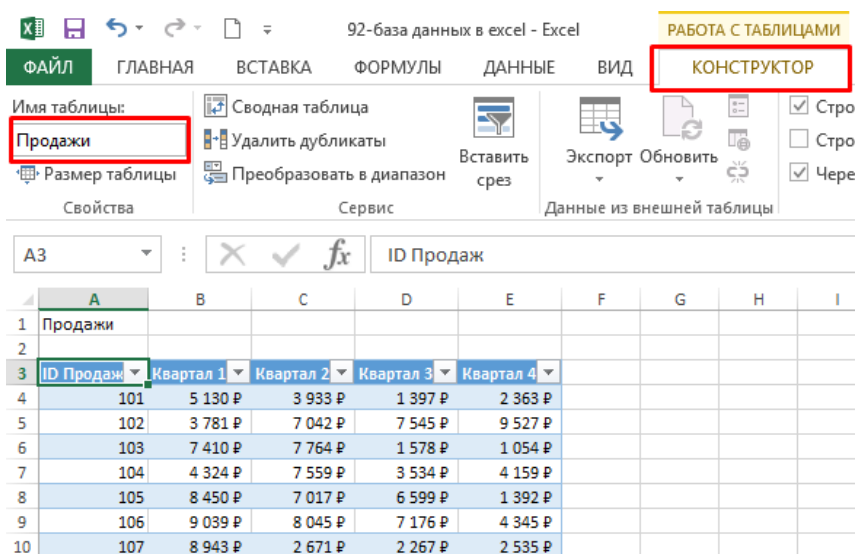 92-база данных в excel - Excel
РАБОТА С ТАБЛИЦАМИ
ФАЙЛ ГЛАВНАЯ ВСТАВКА ФОРМУЛЫ ДАННЫЕ ВИД КОНСТРУКТОР
Имя таблицы:
Продажи
Размер таблицы
Свойства
Сводная таблица
Удалить дубликаты
Преобразовать в диапазон
Сервис
Вставить
срез
Экспорт Обновить
Данные из внешней таблицы
Стро
Стро
Чере
A3 fx ID Продаж
A B C D E F G H I
1 Продажи
2
3 ID Продаж Квартал 1 Квартал 2 Квартал 3 Квартал 4
4 101 5 130 ₽ 3 933 ₽ 1 397 ₽ 2 363 ₽
5 102 3 781 ₽ 7 042 ₽ 7 545 ₽ 9 527 ₽
6 103 7 410 ₽ 7 764 ₽ 1 578 ₽ 1 054 ₽
7 104 4 324 ₽ 7 559 ₽ 3 534 ₽ 4 159 ₽
8 105 8 450 ₽ 7 017 ₽ 6 599 ₽ 1 392 ₽
9 106 9 039 ₽ 8 045 ₽ 7 176 ₽ 4 345 ₽
10 107 8 943 ₽ 2 671 ₽ 2 267 ₽ 2 535 ₽